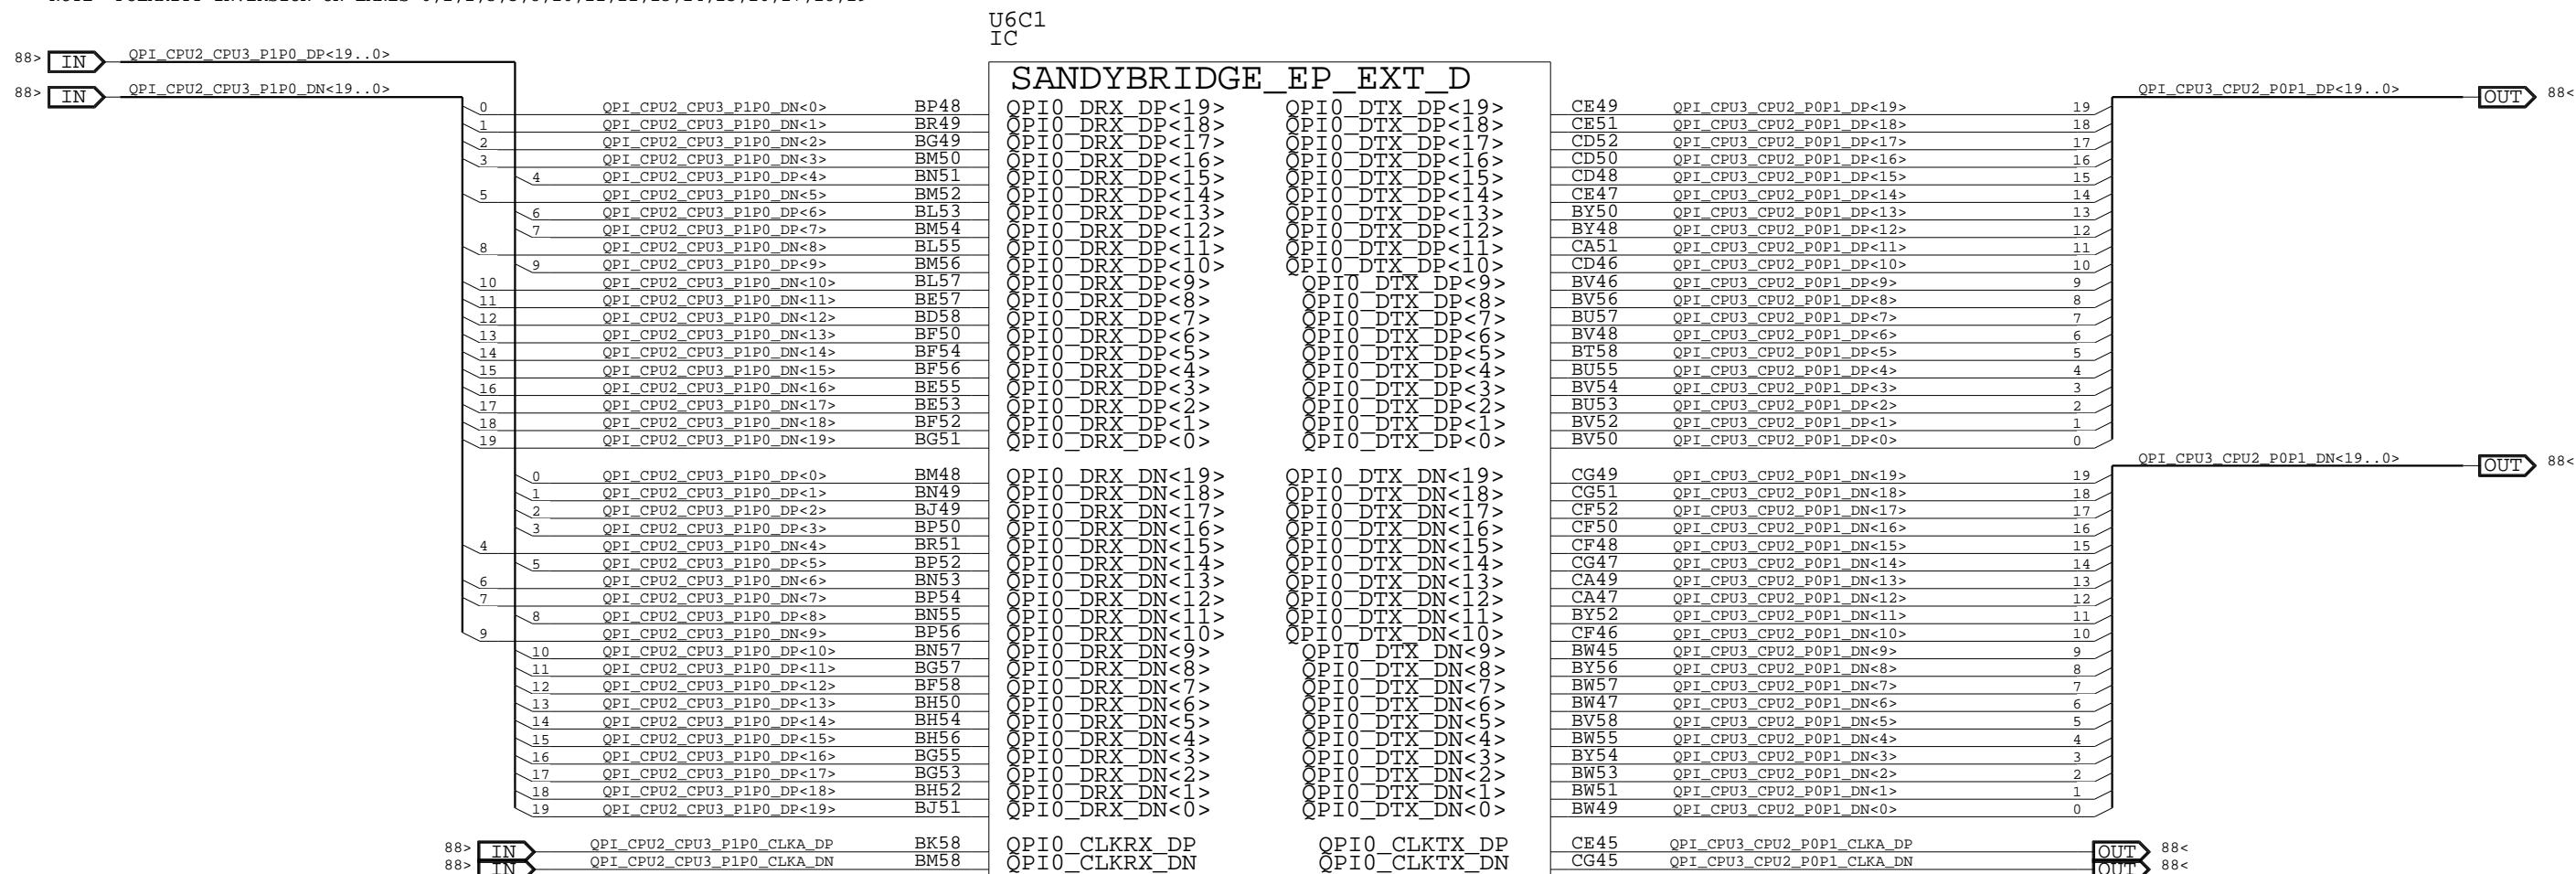 U6C1
IC
88> IN QPI_CPU2_CPU3_P1P0_DP<19..0>
88> IN QPI_CPU2_CPU3_P1P0_DN<19..0>
SANDYBRIDGE_EP_EXT_D
QPI_CPU3_CPU2_P0P1_DP<19..0> OUT 88<
0 QPI_CPU2_CPU3_P1P0_DN<0> BP48 QPI0_DRX_DP<19> QPI0_DTX_DP<19> CE49 QPI_CPU3_CPU2_P0P1_DP<19> 19
1 QPI_CPU2_CPU3_P1P0_DN<1> BR49 QPI0_DRX_DP<18> QPI0_DTX_DP<18> CE51 QPI_CPU3_CPU2_P0P1_DP<18> 18
2 QPI_CPU2_CPU3_P1P0_DN<2> BG49 QPI0_DRX_DP<17> QPI0_DTX_DP<17> CD52 QPI_CPU3_CPU2_P0P1_DP<17> 17
3 QPI_CPU2_CPU3_P1P0_DN<3> BM50 QPI0_DRX_DP<16> QPI0_DTX_DP<16> CD50 QPI_CPU3_CPU2_P0P1_DP<16> 16
4 QPI_CPU2_CPU3_P1P0_DP<4> BN51 QPI0_DRX_DP<15> QPI0_DTX_DP<15> CD48 QPI_CPU3_CPU2_P0P1_DP<15> 15
5 QPI_CPU2_CPU3_P1P0_DN<5> BM52 QPI0_DRX_DP<14> QPI0_DTX_DP<14> CE47 QPI_CPU3_CPU2_P0P1_DP<14> 14
6 QPI_CPU2_CPU3_P1P0_DP<6> BL53 QPI0_DRX_DP<13> QPI0_DTX_DP<13> BY50 QPI_CPU3_CPU2_P0P1_DP<13> 13
7 QPI_CPU2_CPU3_P1P0_DP<7> BM54 QPI0_DRX_DP<12> QPI0_DTX_DP<12> BY48 QPI_CPU3_CPU2_P0P1_DP<12> 12
8 QPI_CPU2_CPU3_P1P0_DN<8> BL55 QPI0_DRX_DP<11> QPI0_DTX_DP<11> CA51 QPI_CPU3_CPU2_P0P1_DP<11> 11
9 QPI_CPU2_CPU3_P1P0_DP<9> BM56 QPI0_DRX_DP<10> QPI0_DTX_DP<10> CD46 QPI_CPU3_CPU2_P0P1_DP<10> 10
10 QPI_CPU2_CPU3_P1P0_DN<10> BL57 QPI0_DRX_DP<9> QPI0_DTX_DP<9> BV46 QPI_CPU3_CPU2_P0P1_DP<9> 9
11 QPI_CPU2_CPU3_P1P0_DN<11> BE57 QPI0_DRX_DP<8> QPI0_DTX_DP<8> BV56 QPI_CPU3_CPU2_P0P1_DP<8> 8
12 QPI_CPU2_CPU3_P1P0_DN<12> BD58 QPI0_DRX_DP<7> QPI0_DTX_DP<7> BU57 QPI_CPU3_CPU2_P0P1_DP<7> 7
13 QPI_CPU2_CPU3_P1P0_DN<13> BF50 QPI0_DRX_DP<6> QPI0_DTX_DP<6> BV48 QPI_CPU3_CPU2_P0P1_DP<6> 6
14 QPI_CPU2_CPU3_P1P0_DN<14> BF54 QPI0_DRX_DP<5> QPI0_DTX_DP<5> BT58 QPI_CPU3_CPU2_P0P1_DP<5> 5
15 QPI_CPU2_CPU3_P1P0_DN<15> BF56 QPI0_DRX_DP<4> QPI0_DTX_DP<4> BU55 QPI_CPU3_CPU2_P0P1_DP<4> 4
16 QPI_CPU2_CPU3_P1P0_DN<16> BE55 QPI0_DRX_DP<3> QPI0_DTX_DP<3> BV54 QPI_CPU3_CPU2_P0P1_DP<3> 3
17 QPI_CPU2_CPU3_P1P0_DN<17> BE53 QPI0_DRX_DP<2> QPI0_DTX_DP<2> BU53 QPI_CPU3_CPU2_P0P1_DP<2> 2
18 QPI_CPU2_CPU3_P1P0_DN<18> BF52 QPI0_DRX_DP<1> QPI0_DTX_DP<1> BV52 QPI_CPU3_CPU2_P0P1_DP<1> 1
19 QPI_CPU2_CPU3_P1P0_DN<19> BG51 QPI0_DRX_DP<0> QPI0_DTX_DP<0> BV50 QPI_CPU3_CPU2_P0P1_DP<0> 0
QPI_CPU3_CPU2_P0P1_DN<19..0> OUT 88<
0 QPI_CPU2_CPU3_P1P0_DP<0> BM48 QPI0_DRX_DN<19> QPI0_DTX_DN<19> CG49 QPI_CPU3_CPU2_P0P1_DN<19> 19
1 QPI_CPU2_CPU3_P1P0_DP<1> BN49 QPI0_DRX_DN<18> QPI0_DTX_DN<18> CG51 QPI_CPU3_CPU2_P0P1_DN<18> 18
2 QPI_CPU2_CPU3_P1P0_DP<2> BJ49 QPI0_DRX_DN<17> QPI0_DTX_DN<17> CF52 QPI_CPU3_CPU2_P0P1_DN<17> 17
3 QPI_CPU2_CPU3_P1P0_DP<3> BP50 QPI0_DRX_DN<16> QPI0_DTX_DN<16> CF50 QPI_CPU3_CPU2_P0P1_DN<16> 16
4 QPI_CPU2_CPU3_P1P0_DN<4> BR51 QPI0_DRX_DN<15> QPI0_DTX_DN<15> CF48 QPI_CPU3_CPU2_P0P1_DN<15> 15
5 QPI_CPU2_CPU3_P1P0_DP<5> BP52 QPI0_DRX_DN<14> QPI0_DTX_DN<14> CG47 QPI_CPU3_CPU2_P0P1_DN<14> 14
6 QPI_CPU2_CPU3_P1P0_DN<6> BN53 QPI0_DRX_DN<13> QPI0_DTX_DN<13> CA49 QPI_CPU3_CPU2_P0P1_DN<13> 13
7 QPI_CPU2_CPU3_P1P0_DN<7> BP54 QPI0_DRX_DN<12> QPI0_DTX_DN<12> CA47 QPI_CPU3_CPU2_P0P1_DN<12> 12
8 QPI_CPU2_CPU3_P1P0_DP<8> BN55 QPI0_DRX_DN<11> QPI0_DTX_DN<11> BY52 QPI_CPU3_CPU2_P0P1_DN<11> 11
9 QPI_CPU2_CPU3_P1P0_DN<9> BP56 QPI0_DRX_DN<10> QPI0_DTX_DN<10> CF46 QPI_CPU3_CPU2_P0P1_DN<10> 10
10 QPI_CPU2_CPU3_P1P0_DP<10> BN57 QPI0_DRX_DN<9> QPI0_DTX_DN<9> BW45 QPI_CPU3_CPU2_P0P1_DN<9> 9
11 QPI_CPU2_CPU3_P1P0_DP<11> BG57 QPI0_DRX_DN<8> QPI0_DTX_DN<8> BY56 QPI_CPU3_CPU2_P0P1_DN<8> 8
12 QPI_CPU2_CPU3_P1P0_DP<12> BF58 QPI0_DRX_DN<7> QPI0_DTX_DN<7> BW57 QPI_CPU3_CPU2_P0P1_DN<7> 7
13 QPI_CPU2_CPU3_P1P0_DP<13> BH50 QPI0_DRX_DN<6> QPI0_DTX_DN<6> BW47 QPI_CPU3_CPU2_P0P1_DN<6> 6
14 QPI_CPU2_CPU3_P1P0_DP<14> BH54 QPI0_DRX_DN<5> QPI0_DTX_DN<5> BV58 QPI_CPU3_CPU2_P0P1_DN<5> 5
15 QPI_CPU2_CPU3_P1P0_DP<15> BH56 QPI0_DRX_DN<4> QPI0_DTX_DN<4> BW55 QPI_CPU3_CPU2_P0P1_DN<4> 4
16 QPI_CPU2_CPU3_P1P0_DP<16> BG55 QPI0_DRX_DN<3> QPI0_DTX_DN<3> BY54 QPI_CPU3_CPU2_P0P1_DN<3> 3
17 QPI_CPU2_CPU3_P1P0_DP<17> BG53 QPI0_DRX_DN<2> QPI0_DTX_DN<2> BW53 QPI_CPU3_CPU2_P0P1_DN<2> 2
18 QPI_CPU2_CPU3_P1P0_DP<18> BH52 QPI0_DRX_DN<1> QPI0_DTX_DN<1> BW51 QPI_CPU3_CPU2_P0P1_DN<1> 1
19 QPI_CPU2_CPU3_P1P0_DP<19> BJ51 QPI0_DRX_DN<0> QPI0_DTX_DN<0> BW49 QPI_CPU3_CPU2_P0P1_DN<0> 0
88> IN QPI_CPU2_CPU3_P1P0_CLKA_DP BK58 QPI0_CLKRX_DP QPI0_CLKTX_DP CE45 QPI_CPU3_CPU2_P0P1_CLKA_DP OUT 88<
88> IN QPI_CPU2_CPU3_P1P0_CLKA_DN BM58 QPI0_CLKRX_DN QPI0_CLKTX_DN CG45 QPI_CPU3_CPU2_P0P1_CLKA_DN OUT 88<